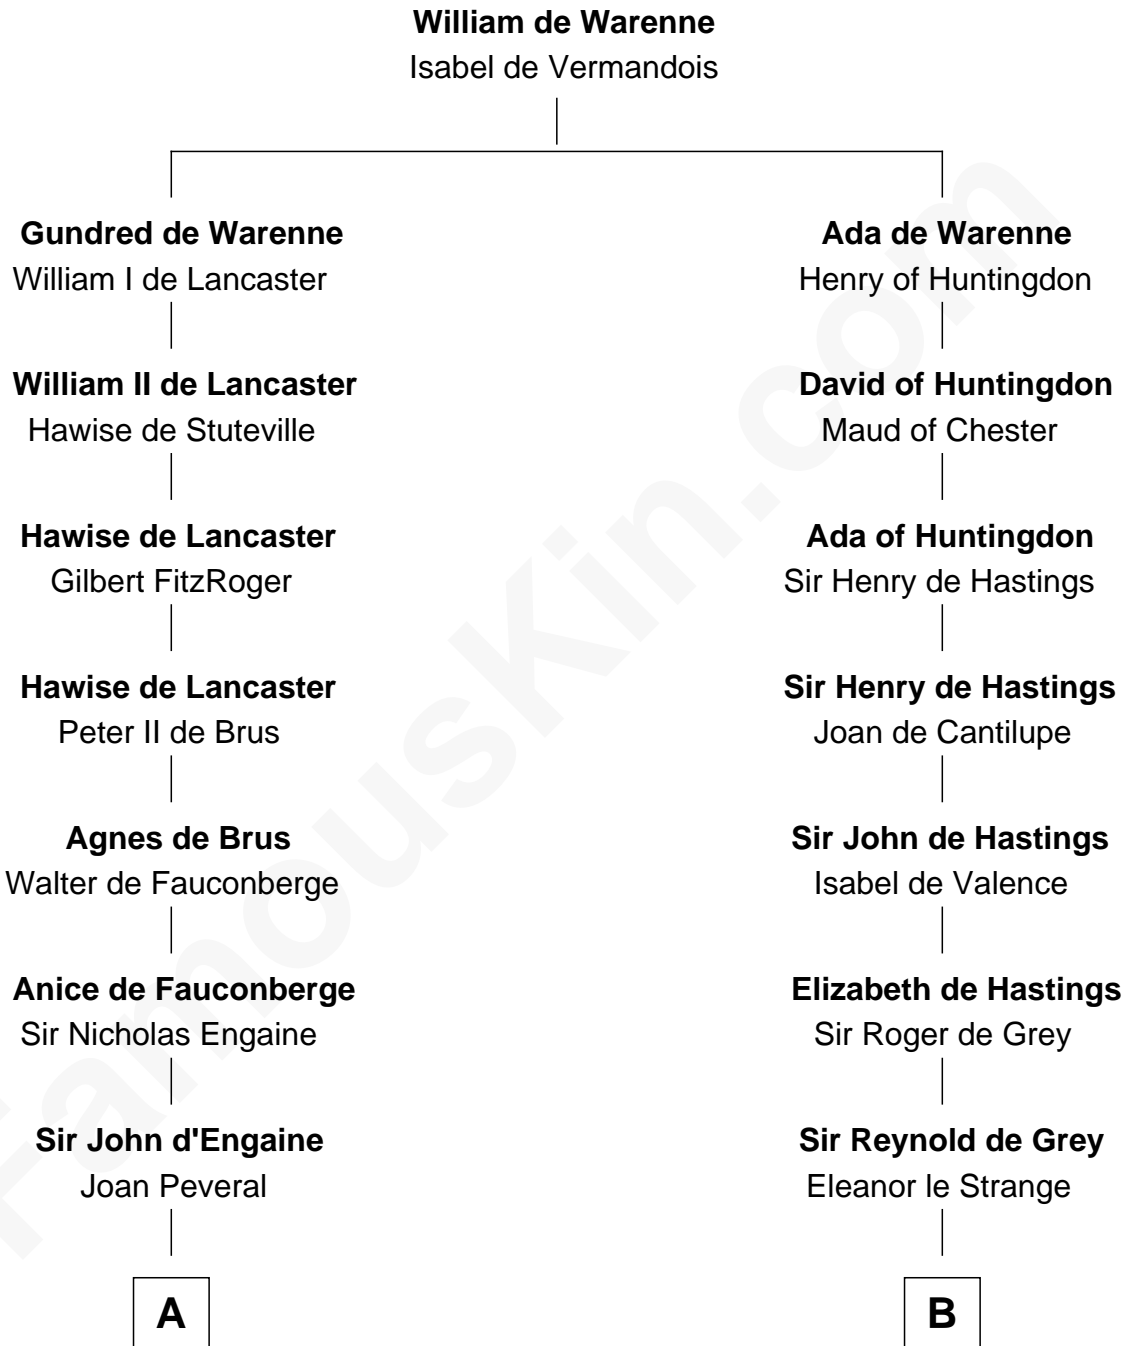 William de Warenne
Isabel de Vermandois
Gundred de Warenne
William I de Lancaster
Ada de Warenne
Henry of Huntingdon
William II de Lancaster
Hawise de Stuteville
David of Huntingdon
Maud of Chester
Hawise de Lancaster
Gilbert FitzRoger
Ada of Huntingdon
Sir Henry de Hastings
Hawise de Lancaster
Peter II de Brus
Sir Henry de Hastings
Joan de Cantilupe
Agnes de Brus
Walter de Fauconberge
Sir John de Hastings
Isabel de Valence
Anice de Fauconberge
Sir Nicholas Engaine
Elizabeth de Hastings
Sir Roger de Grey
Sir John d'Engaine
Joan Peveral
Sir Reynold de Grey
Eleanor le Strange
A
B
FamousKin.com